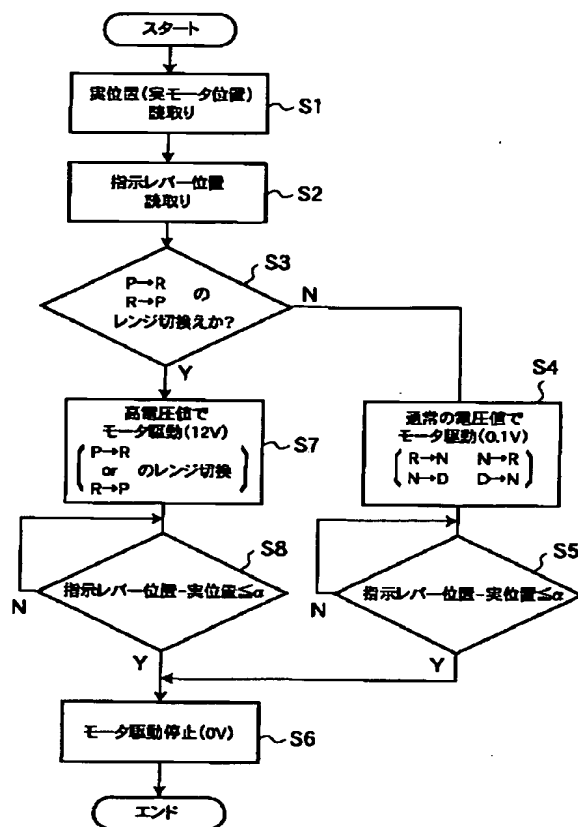 スタート
実位置(実モータ位置)
読取り
S1
指示レバー位置
読取り
S2
S3
P→R
R→P の
レンジ切換えか?
N
Y
S4
高電圧値で
モータ駆動(12V)
P→R
or のレンジ切換
R→P
S7
通常の電圧値で
モータ駆動(0.1V)
R→N N→R
N→D D→N
S8
指示レバー位置-実位置≦α
N
Y
S5
指示レバー位置-実位置≦α
N
Y
モータ駆動停止(0V)
S6
エンド